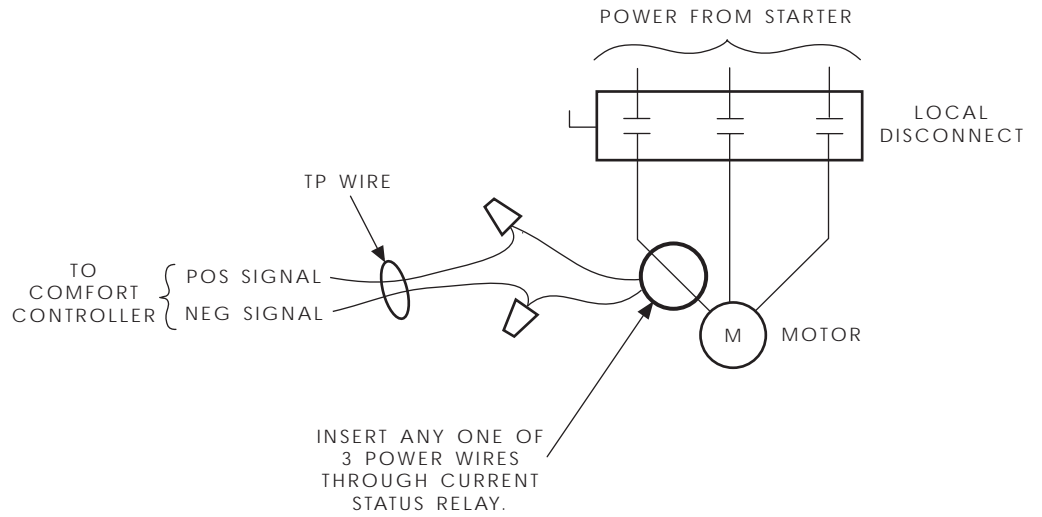 POWER FROM STARTER
LOCAL
DISCONNECT
TP WIRE
TO
COMFORT
CONTROLLER
POS SIGNAL
NEG SIGNAL
M
MOTOR
INSERT ANY ONE OF
3 POWER WIRES
THROUGH CURRENT
STATUS RELAY.